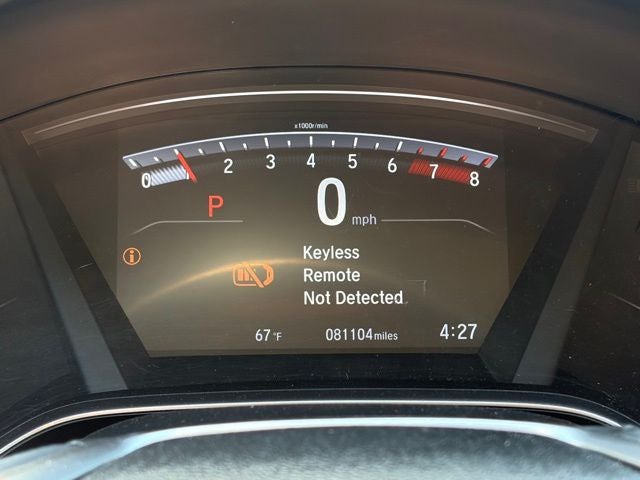 x1000r/min
0 1 2 3 4 5 6 7 8
P 0 mph
Keyless
Remote
Not Detected
67 °F 081104 miles 4:27